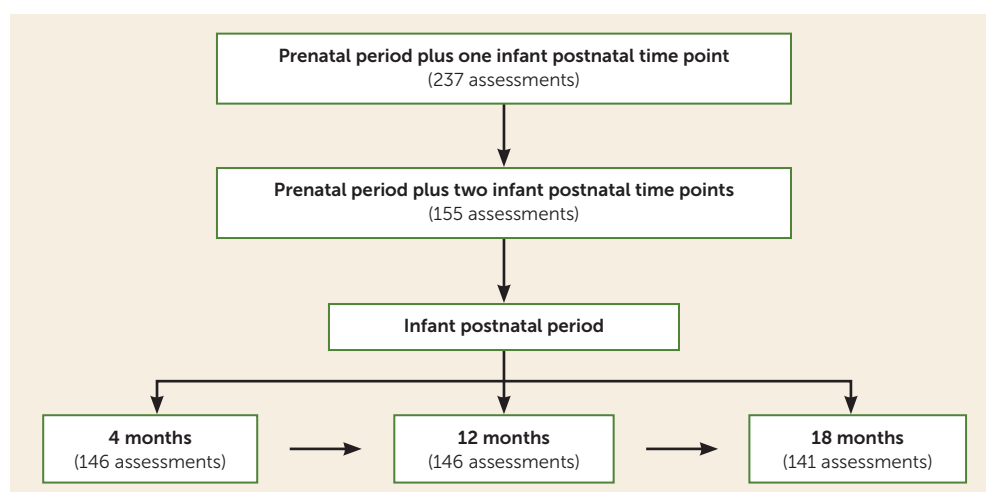 Prenatal period plus one infant postnatal time point
(237 assessments)
Prenatal period plus two infant postnatal time points
(155 assessments)
Infant postnatal period
4 months
(146 assessments)
12 months
(146 assessments)
18 months
(141 assessments)